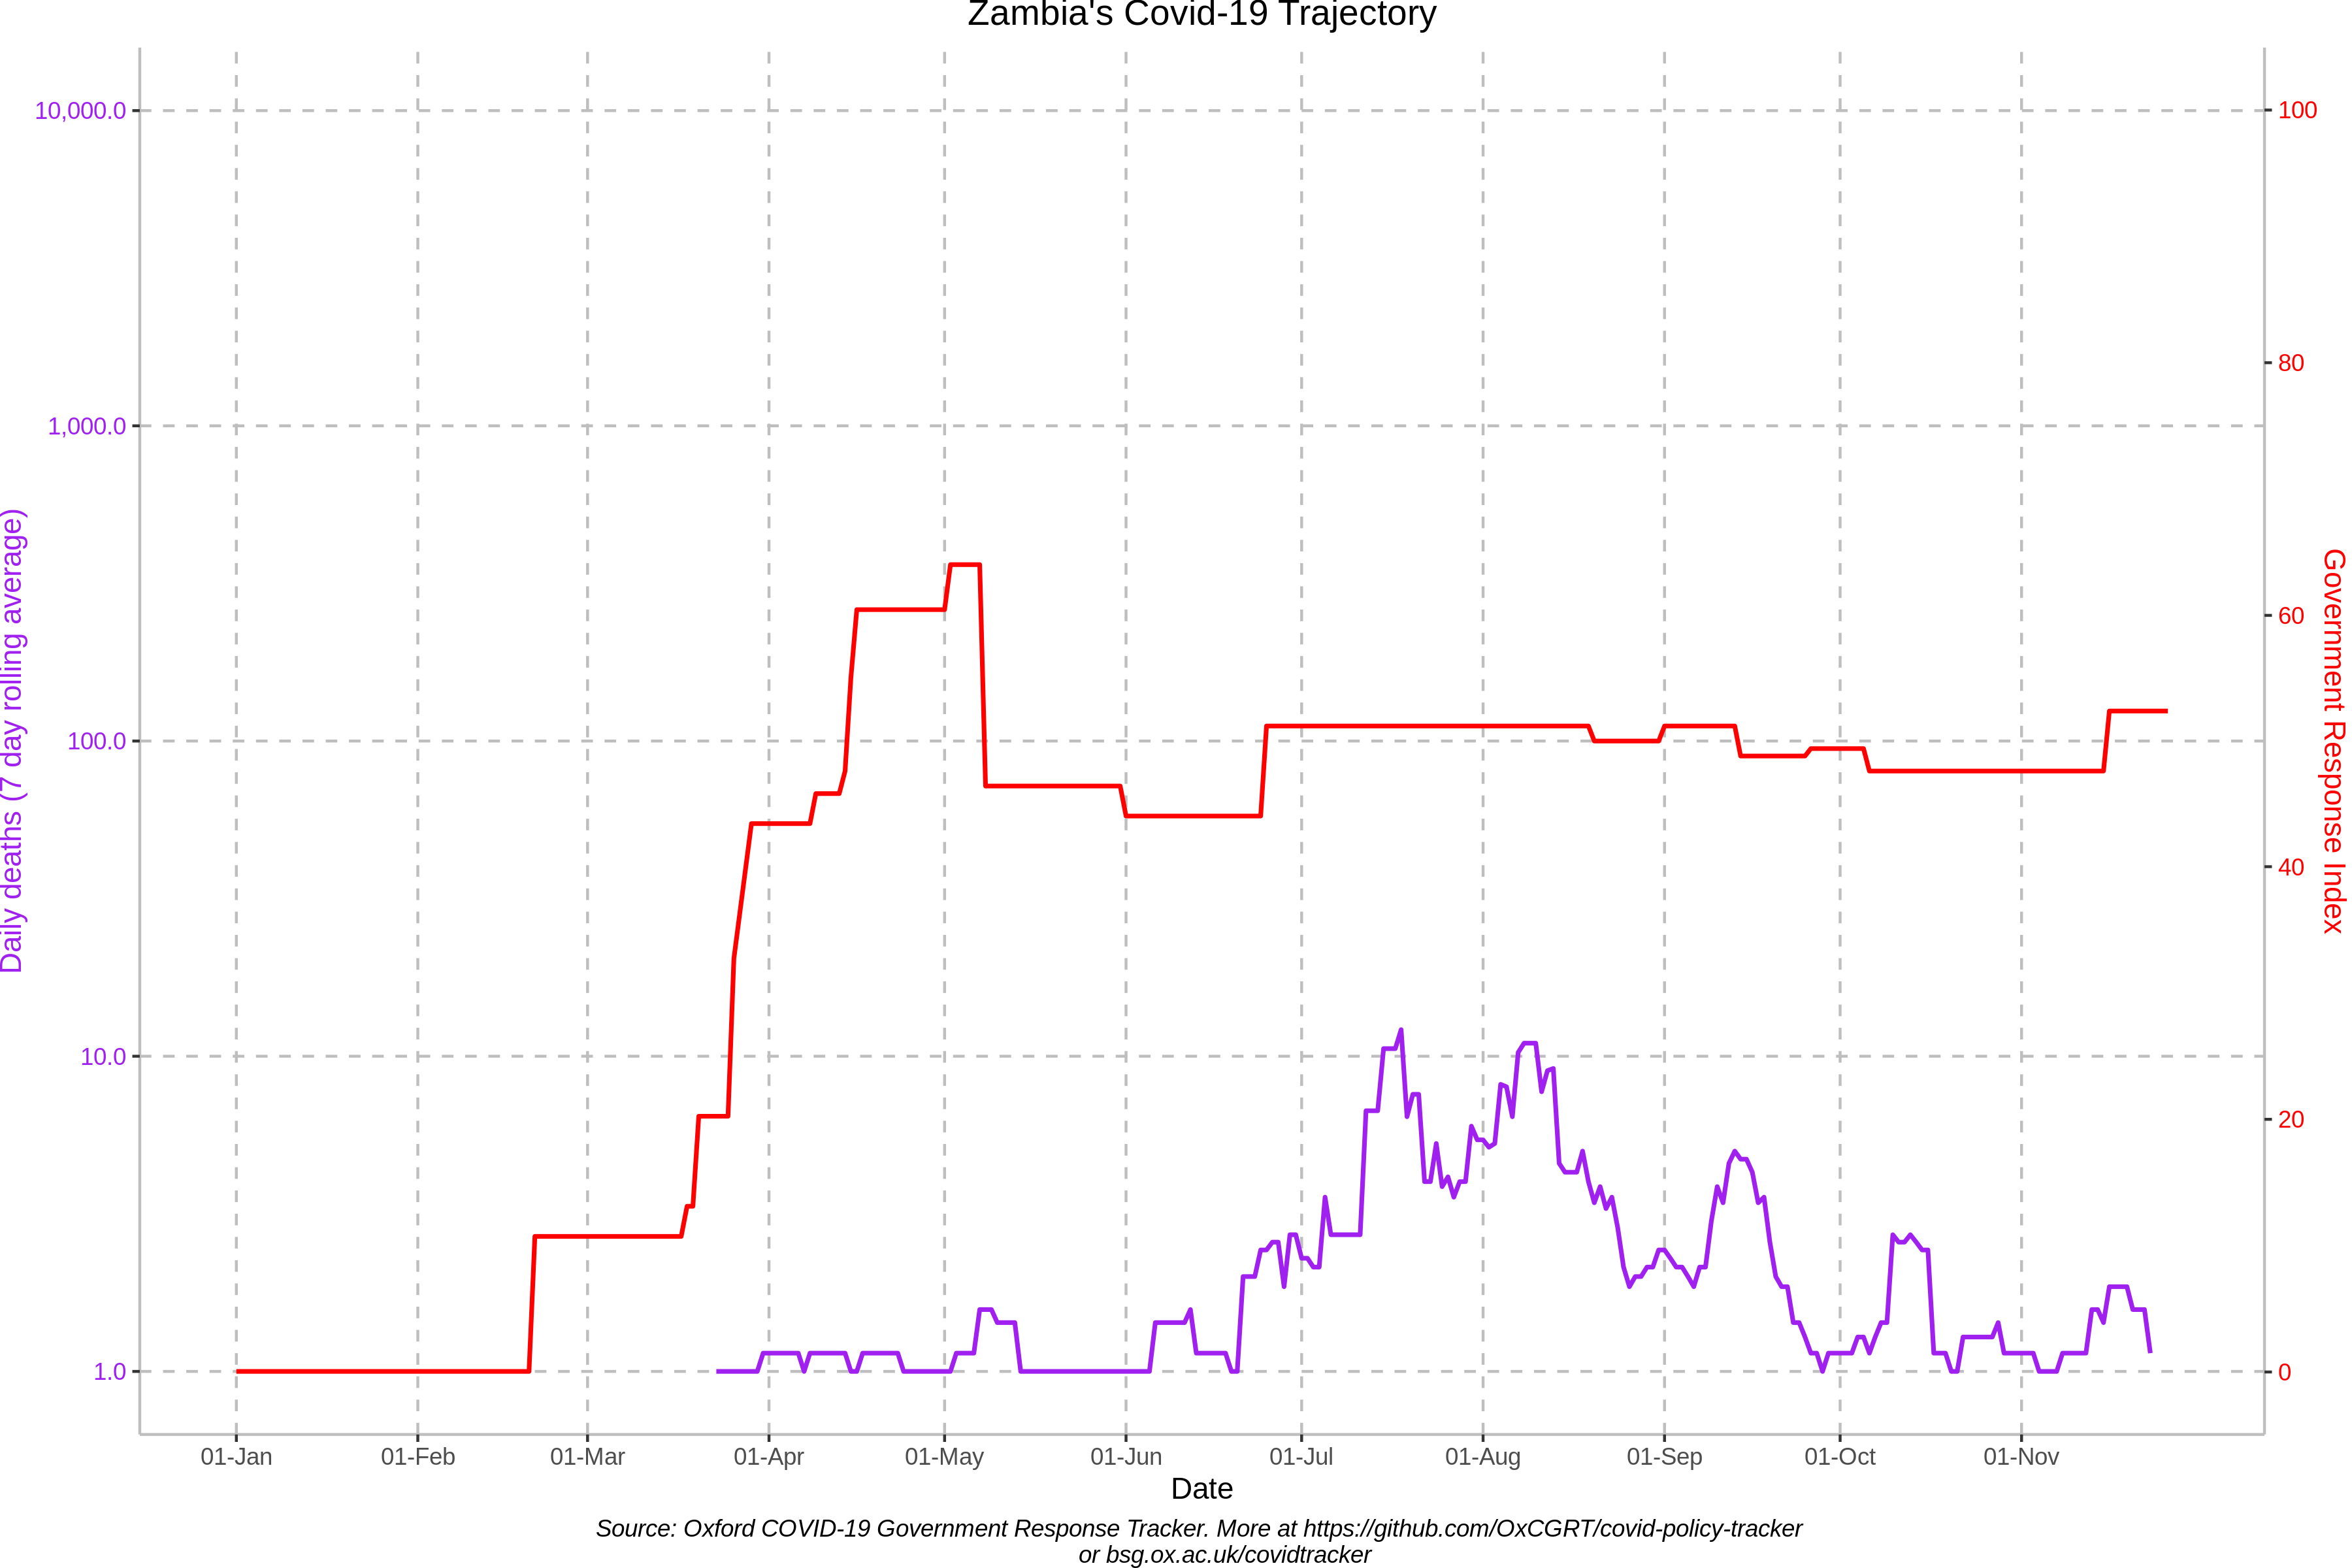 Zambia's Covid-19 Trajectory
Daily deaths (7 day rolling average)
10,000.0
1,000.0
100.0
10.0
1.0
100
80
60
40
20
0
Government Response Index
01-Jan 01-Feb 01-Mar 01-Apr 01-May 01-Jun 01-Jul 01-Aug 01-Sep 01-Oct 01-Nov
Date
Source: Oxford COVID-19 Government Response Tracker. More at https://github.com/OxCGRT/covid-policy-tracker
or bsg.ox.ac.uk/covidtracker